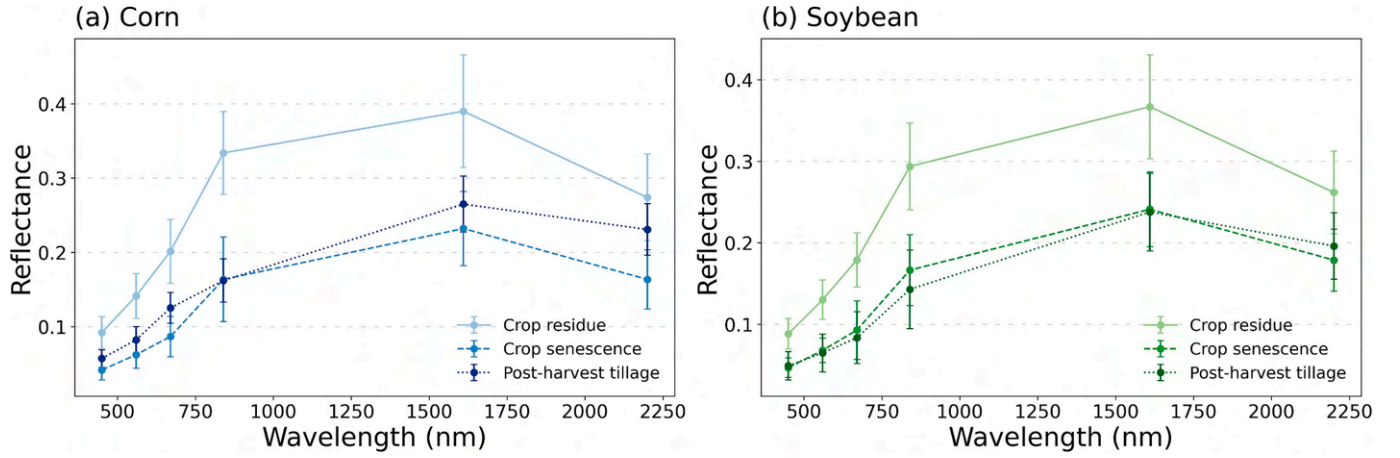 (a) Corn
Reflectance
0.4
0.3
0.2
0.1
Crop residue
Crop senescence
Post-harvest tillage
500 750 1000 1250 1500 1750 2000 2250
Wavelength (nm)
(b) Soybean
Reflectance
0.4
0.3
0.2
0.1
Crop residue
Crop senescence
Post-harvest tillage
500 750 1000 1250 1500 1750 2000 2250
Wavelength (nm)